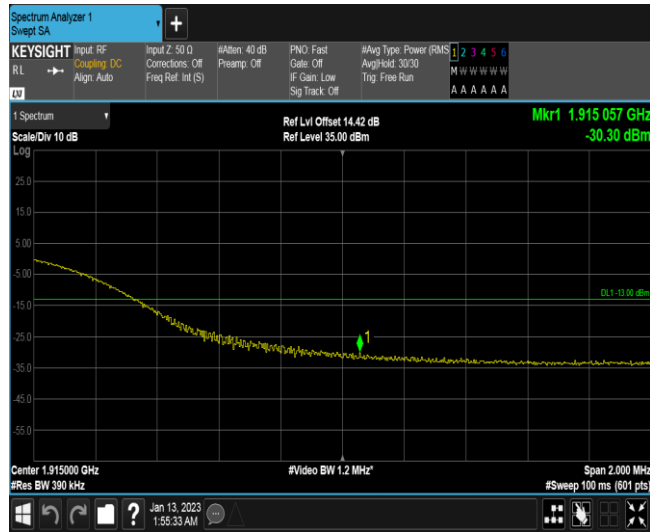 Spectrum Analyzer 1
Swept SA
+
KEYSIGHT
RL
LXI
Input: RF
Coupling: DC
Align: Auto
Input Z: 50 Ω
Corrections: Off
Freq Ref: Int (S)
#Atten: 40 dB
Preamp: Off
PNO: Fast
Gate: Off
IF Gain: Low
Sig Track: Off
#Avg Type: Power (RMS
Avg|Hold: 30/30
Trig: Free Run
1 2 3 4 5 6
M W W W W W
A A A A A A
1 Spectrum
Scale/Div 10 dB
Ref Lvl Offset 14.42 dB
Ref Level 35.00 dBm
Mkr1 1.915 057 GHz
-30.30 dBm
Log
25.0
15.0
5.00
-5.00
DL1 -13.00 dBm
-15.0
-25.0
1
-35.0
-45.0
-55.0
Center 1.915000 GHz
#Video BW 1.2 MHz*
Span 2.000 MHz
#Res BW 390 kHz
#Sweep 100 ms (601 pts)
?
Jan 13, 2023
1:55:33 AM